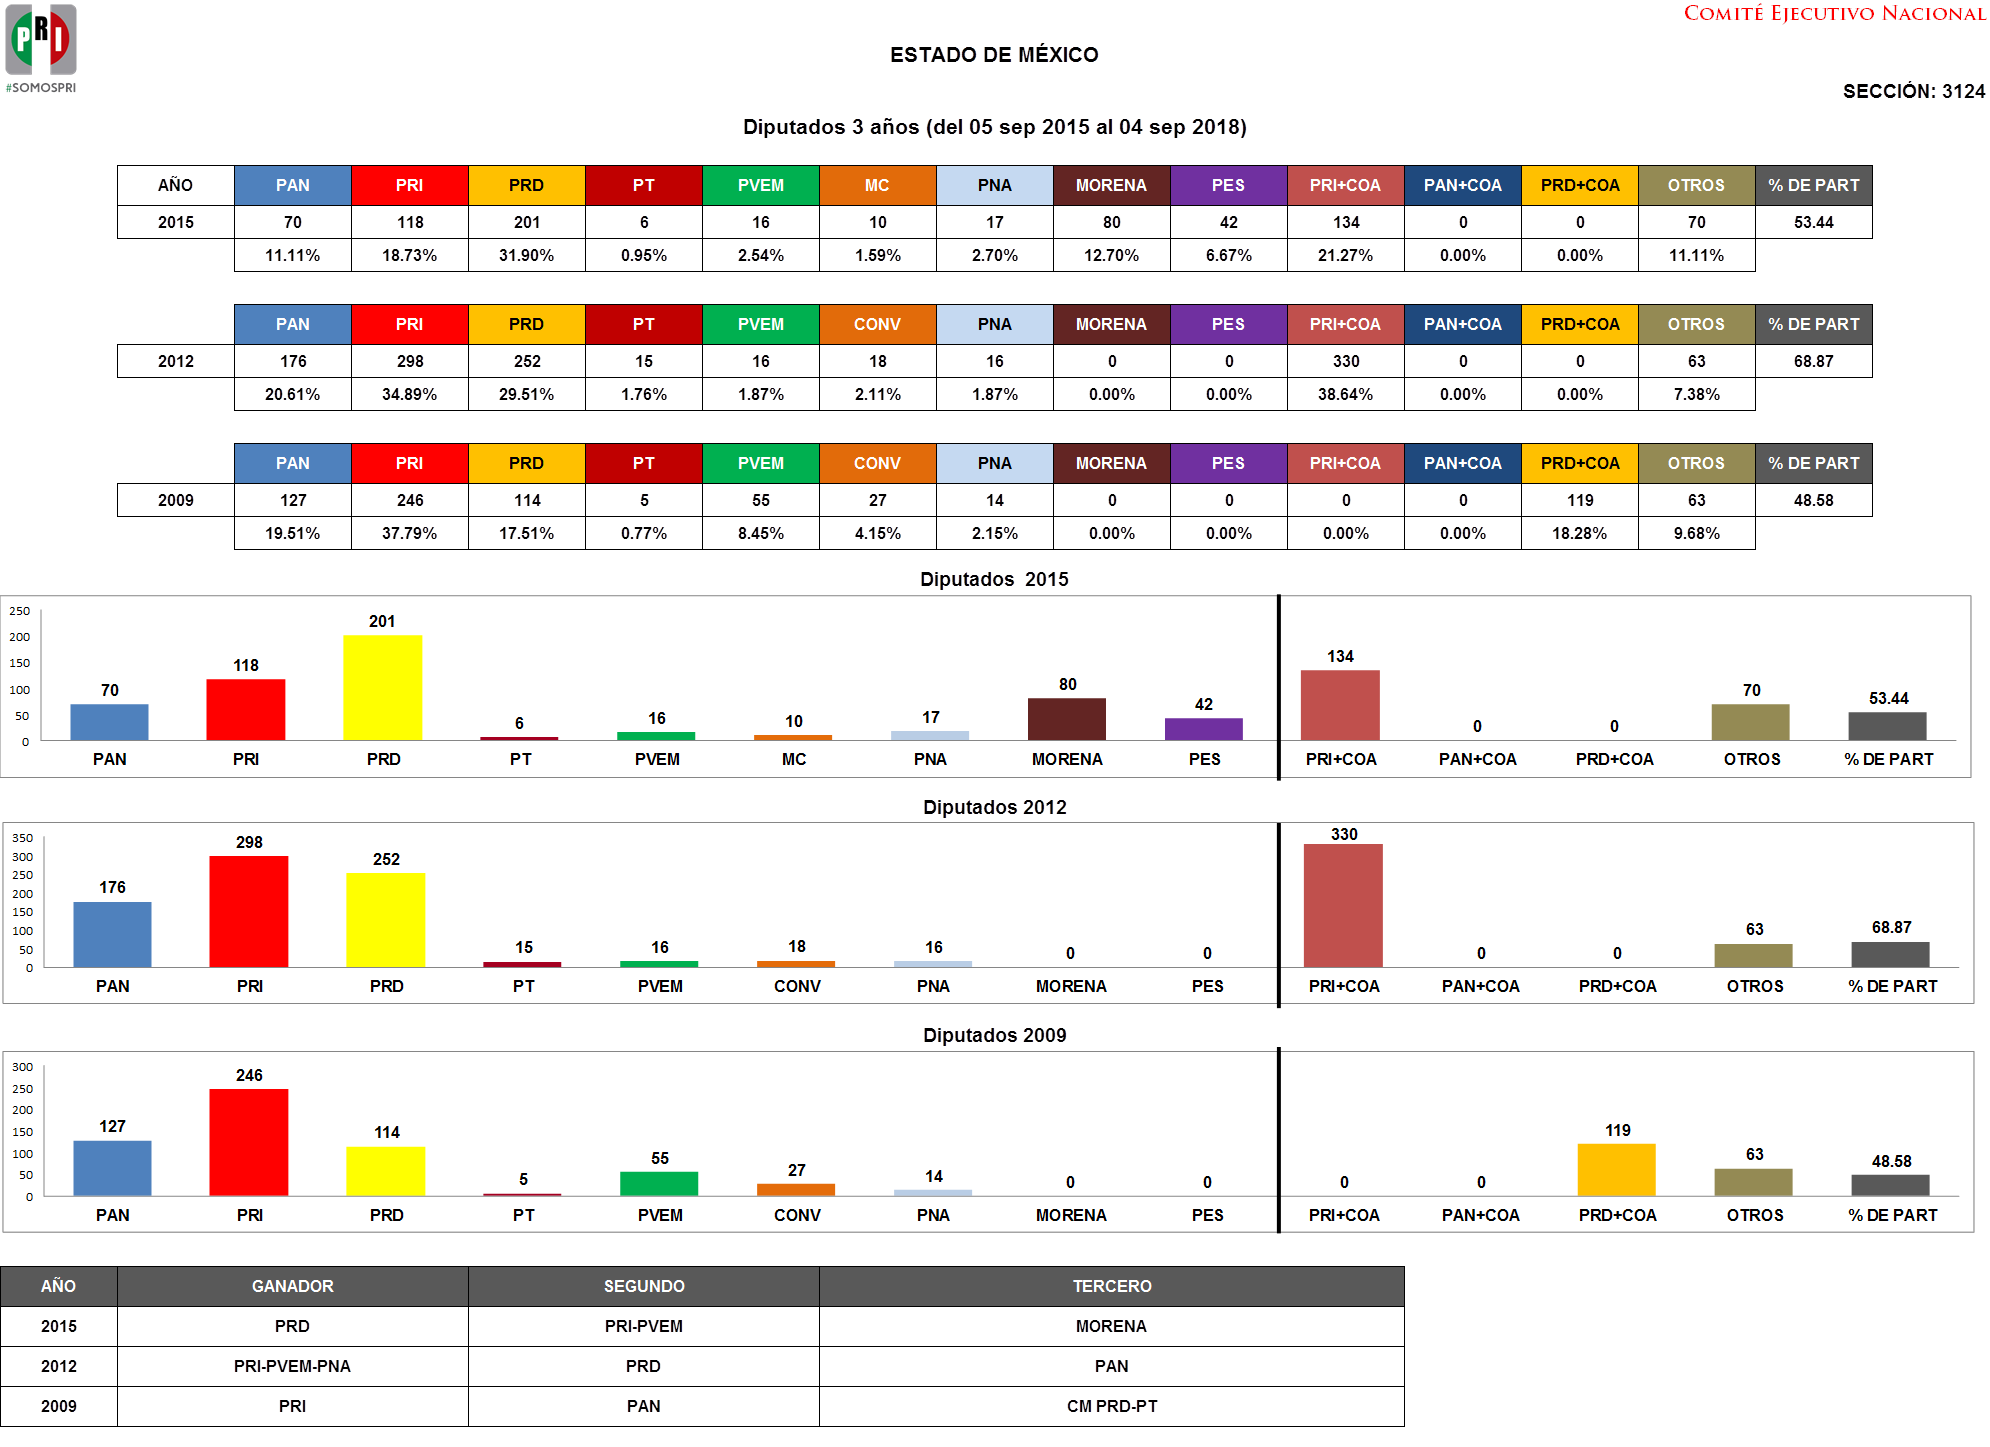 PRI
#SOMOSPRI
COMITÉ EJECUTIVO NACIONAL
ESTADO DE MÉXICO
SECCIÓN: 3124
Diputados 3 años (del 05 sep 2015 al 04 sep 2018)
AÑO PAN PRI PRD PT PVEM MC PNA MORENA PES PRI+COA PAN+COA PRD+COA OTROS % DE PART
2015 70 118 201 6 16 10 17 80 42 134 0 0 70 53.44
11.11% 18.73% 31.90% 0.95% 2.54% 1.59% 2.70% 12.70% 6.67% 21.27% 0.00% 0.00% 11.11%
PAN PRI PRD PT PVEM CONV PNA MORENA PES PRI+COA PAN+COA PRD+COA OTROS % DE PART
2012 176 298 252 15 16 18 16 0 0 330 0 0 63 68.87
20.61% 34.89% 29.51% 1.76% 1.87% 2.11% 1.87% 0.00% 0.00% 38.64% 0.00% 0.00% 7.38%
PAN PRI PRD PT PVEM CONV PNA MORENA PES PRI+COA PAN+COA PRD+COA OTROS % DE PART
2009 127 246 114 5 55 27 14 0 0 0 0 119 63 48.58
19.51% 37.79% 17.51% 0.77% 8.45% 4.15% 2.15% 0.00% 0.00% 0.00% 0.00% 18.28% 9.68%
Diputados 2015
250
200
150
100
50
0
70 118 201 6 16 10 17 80 42 134 0 0 70 53.44
PAN PRI PRD PT PVEM MC PNA MORENA PES PRI+COA PAN+COA PRD+COA OTROS % DE PART
Diputados 2012
350
300
250
200
150
100
50
0
176 298 252 15 16 18 16 0 0 330 0 0 63 68.87
PAN PRI PRD PT PVEM CONV PNA MORENA PES PRI+COA PAN+COA PRD+COA OTROS % DE PART
Diputados 2009
300
250
200
150
100
50
0
127 246 114 5 55 27 14 0 0 0 0 119 63 48.58
PAN PRI PRD PT PVEM CONV PNA MORENA PES PRI+COA PAN+COA PRD+COA OTROS % DE PART
AÑO GANADOR SEGUNDO TERCERO
2015 PRD PRI-PVEM MORENA
2012 PRI-PVEM-PNA PRD PAN
2009 PRI PAN CM PRD-PT